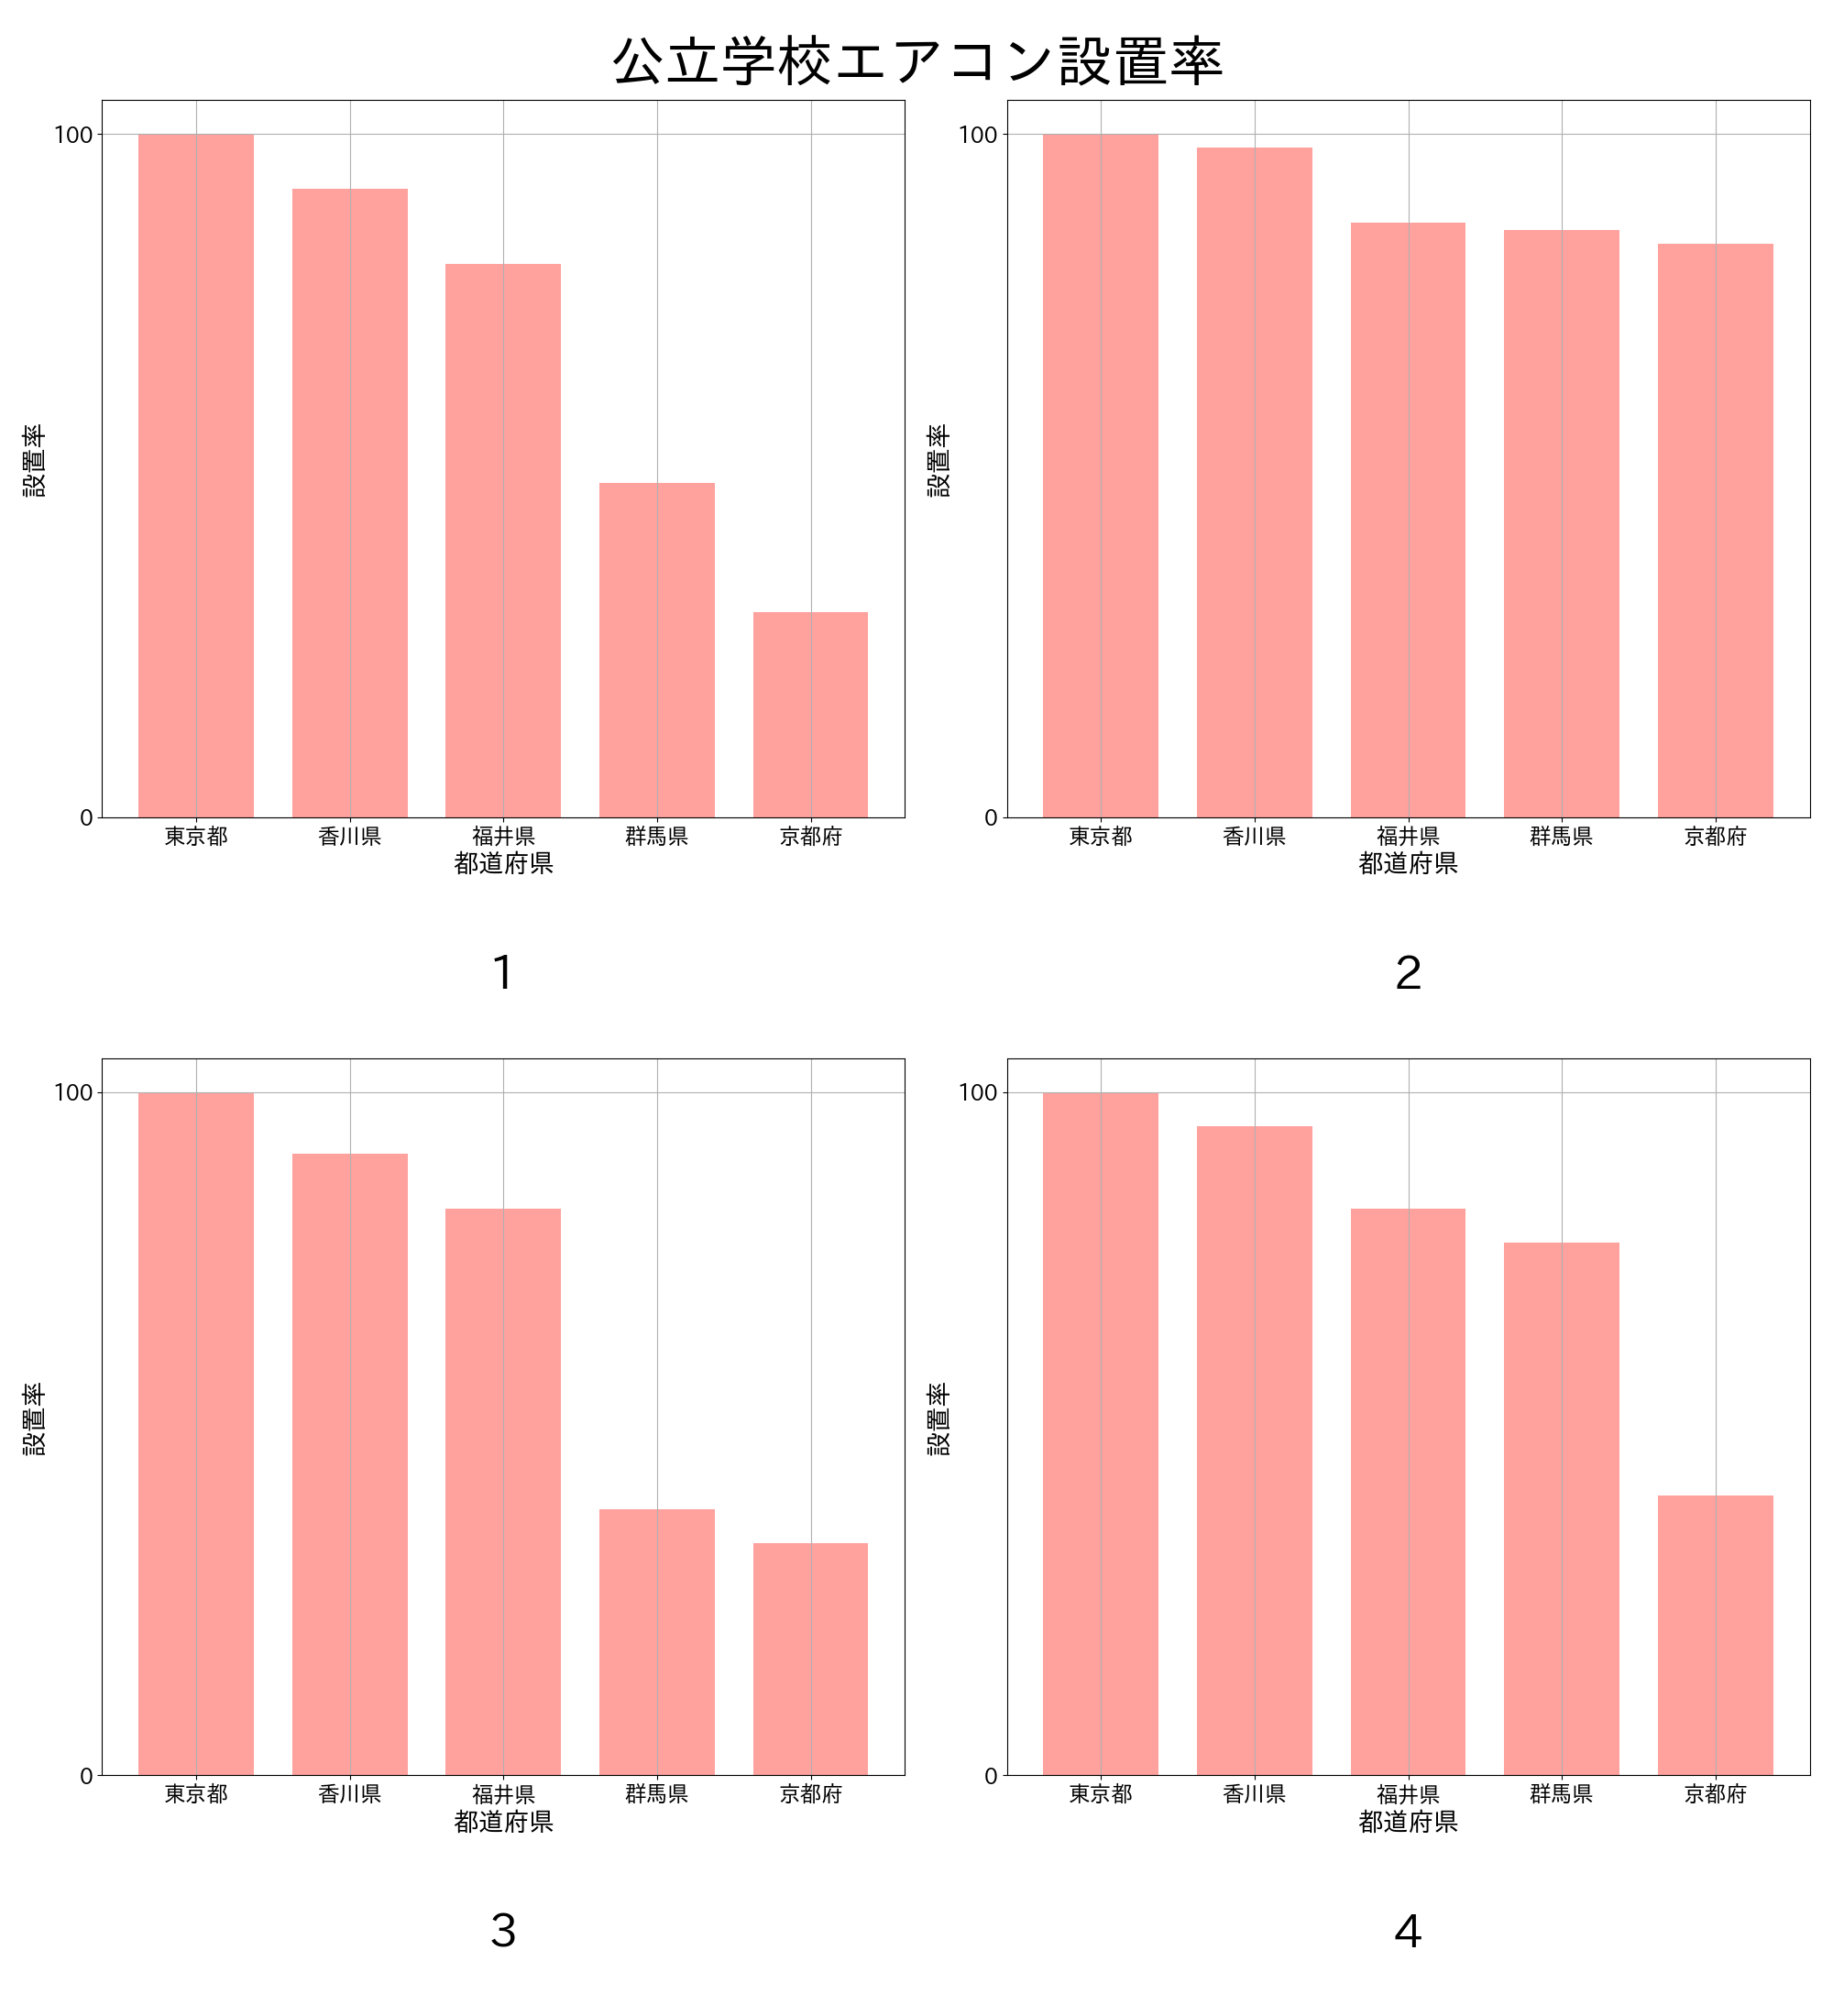 公立学校エアコン設置率
100
0
設置率
東京都 香川県 福井県 群馬県 京都府
都道府県
1
100
0
設置率
東京都 香川県 福井県 群馬県 京都府
都道府県
2
100
0
設置率
東京都 香川県 福井県 群馬県 京都府
都道府県
3
100
0
設置率
東京都 香川県 福井県 群馬県 京都府
都道府県
4